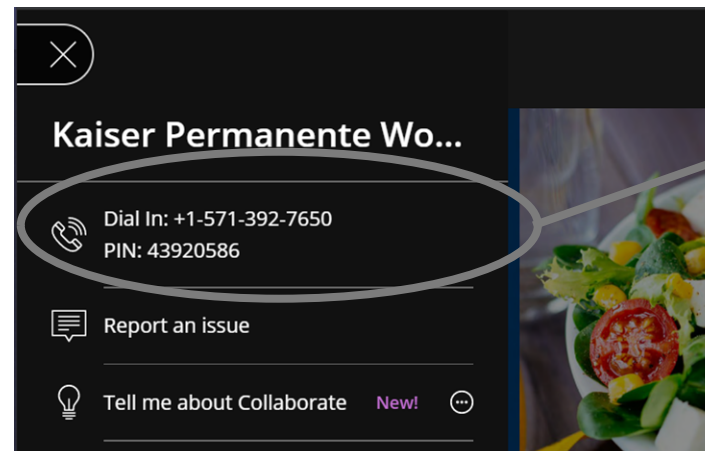 Kaiser Permanente Wo...
Dial In: +1-571-392-7650
PIN: 43920586
Report an issue
Tell me about Collaborate New!